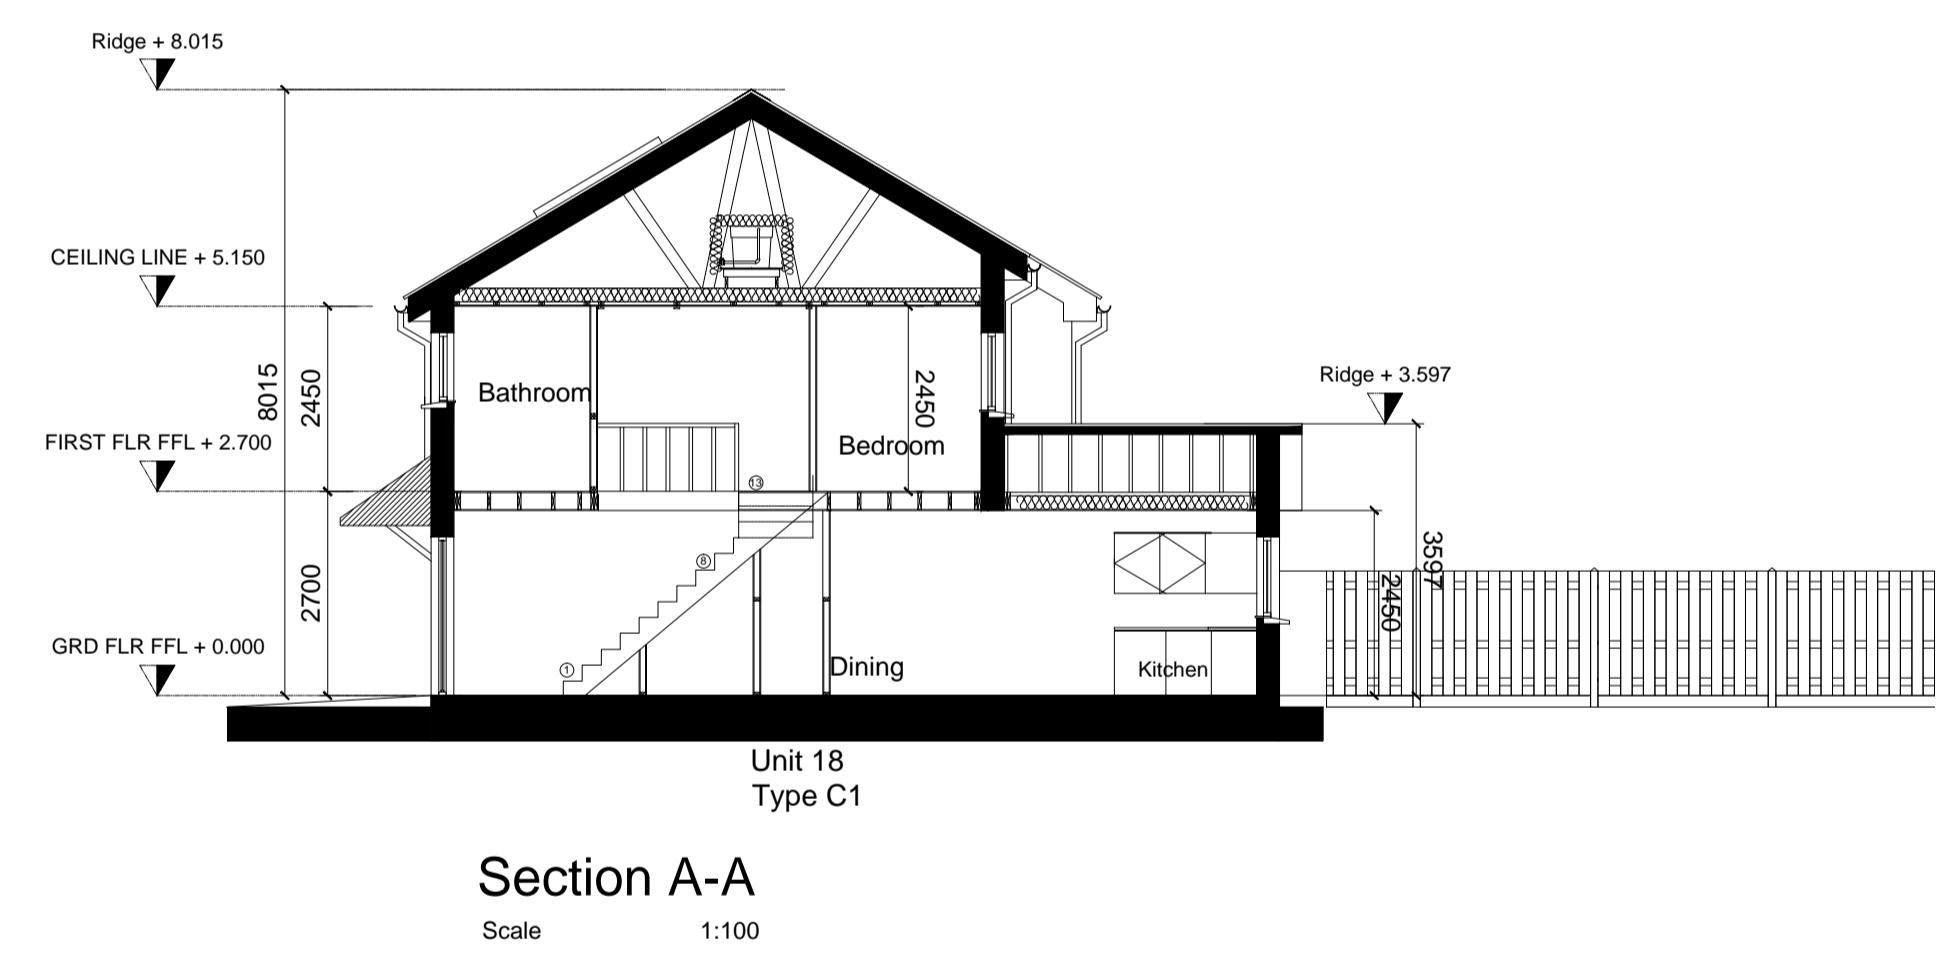 Ridge + 8.015
CEILING LINE + 5.150
Ridge + 3.597
8015
2450
2450
Bathroom
Bedroom
FIRST FLR FFL + 2.700
13
8
3597
2450
2700
GRD FLR FFL + 0.000
1
Dining
Kitchen
Unit 18
Type C1
Section A-A
Scale 1:100